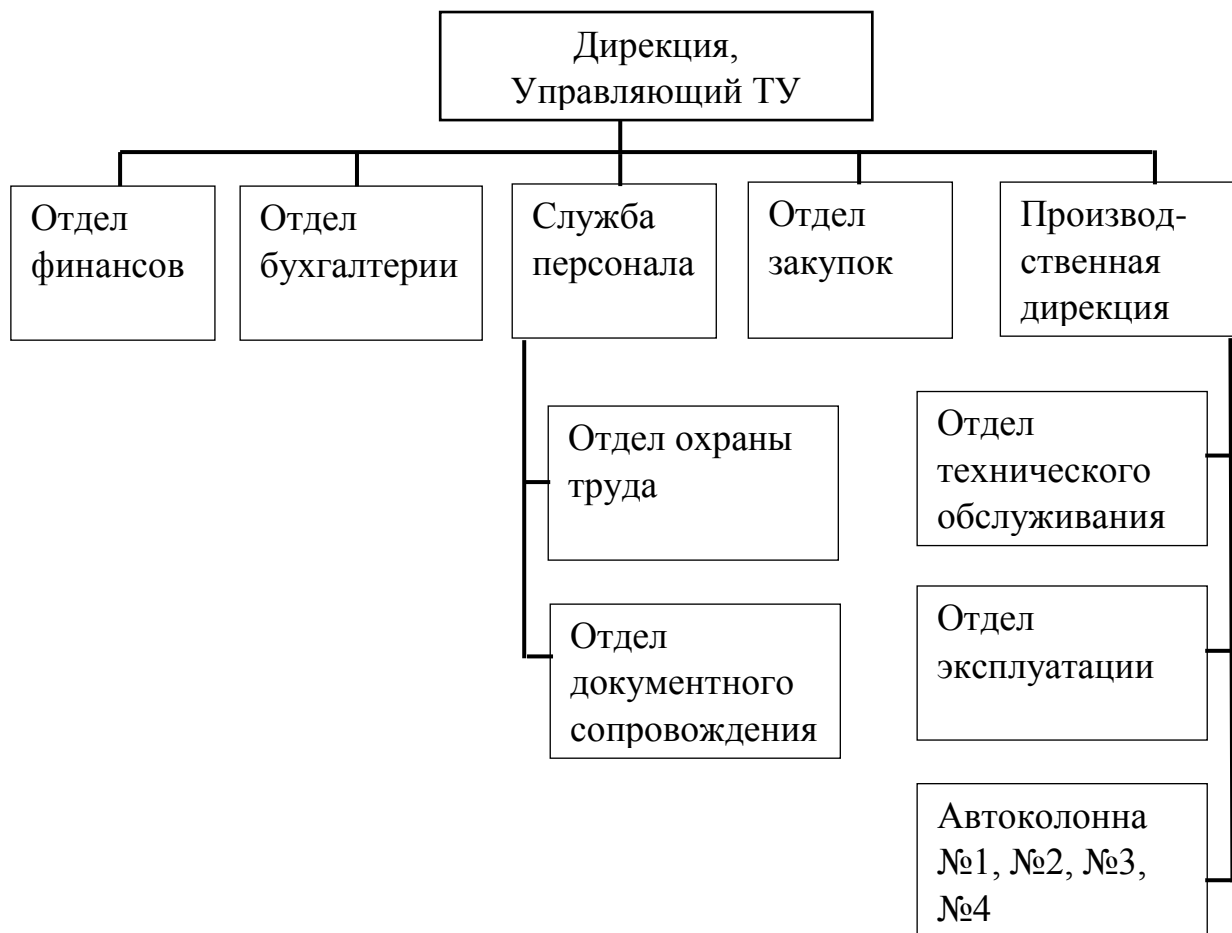 Дирекция,
Управляющий ТУ
Отдел
финансов
Отдел
бухгалтерии
Служба
персонала
Отдел
закупок
Производ-
ственная
дирекция
Отдел охраны
труда
Отдел
документного
сопровождения
Отдел
технического
обслуживания
Отдел
эксплуатации
Автоколонна
№1, №2, №3,
№4